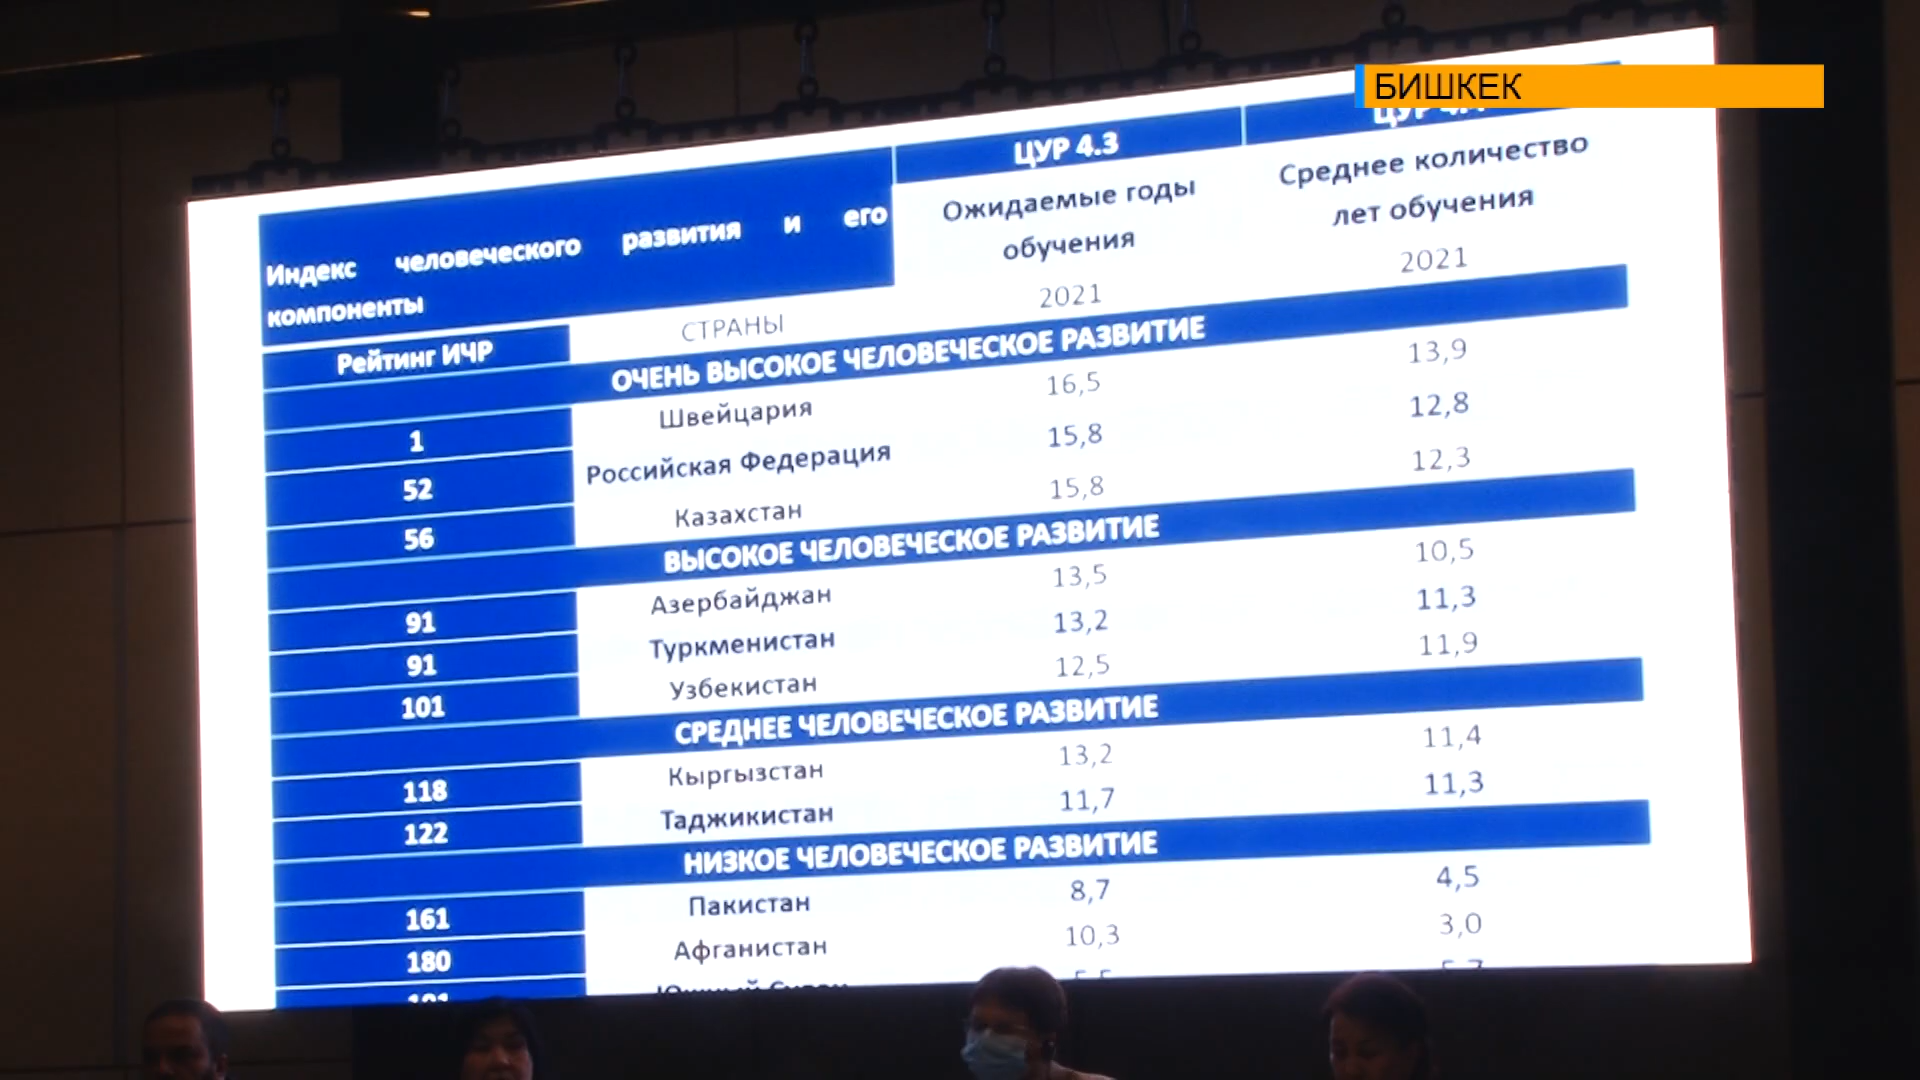 БИШКЕК
Индекс человеческого развития и его
компоненты
ЦУР 4.3
Ожидаемые годы
обучения
2021
Среднее количество
лет обучения
2021
Рейтинг ИЧР
СТРАНЫ
ОЧЕНЬ ВЫСОКОЕ ЧЕЛОВЕЧЕСКОЕ РАЗВИТИЕ
1 Швейцария 16,5 13,9
52 Российская Федерация 15,8 12,8
56 Казахстан 15,8 12,3
ВЫСОКОЕ ЧЕЛОВЕЧЕСКОЕ РАЗВИТИЕ
91 Азербайджан 13,5 10,5
91 Туркменистан 13,2 11,3
101 Узбекистан 12,5 11,9
СРЕДНЕЕ ЧЕЛОВЕЧЕСКОЕ РАЗВИТИЕ
118 Кыргызстан 13,2 11,4
122 Таджикистан 11,7 11,3
НИЗКОЕ ЧЕЛОВЕЧЕСКОЕ РАЗВИТИЕ
161 Пакистан 8,7 4,5
180 Афганистан 10,3 3,0